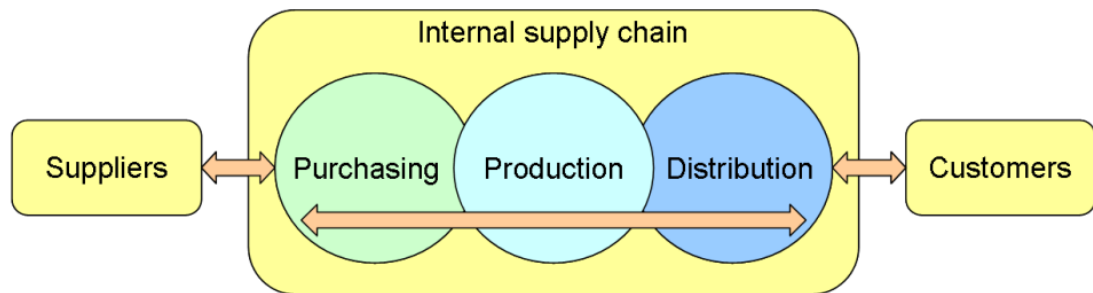 Internal supply chain
Suppliers
Purchasing
Production
Distribution
Customers